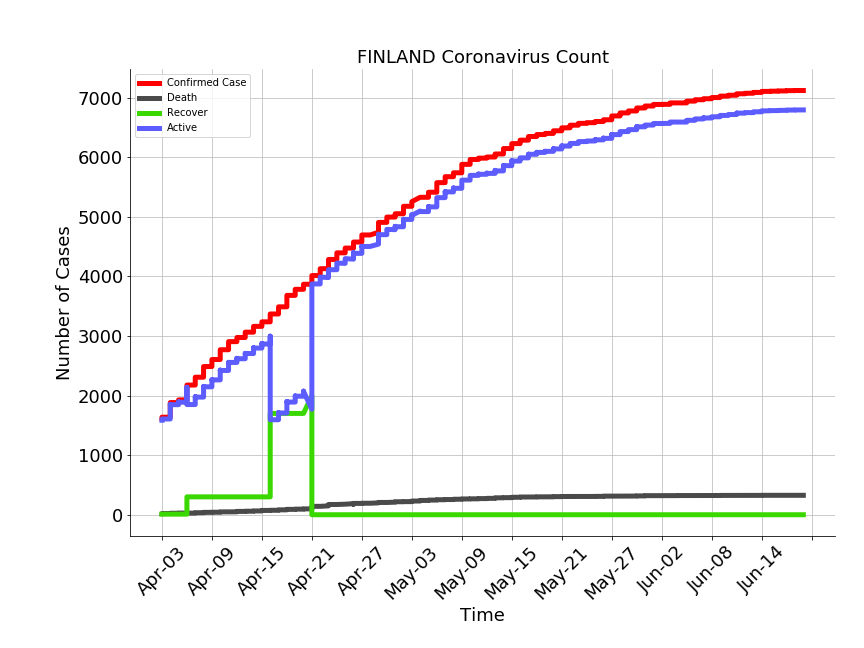 FINLAND Coronavirus Count
Confirmed Case
Death
Recover
Active
Number of Cases
7000
6000
5000
4000
3000
2000
1000
0
Apr-03
Apr-09
Apr-15
Apr-21
Apr-27
May-03
May-09
May-15
May-21
May-27
Jun-02
Jun-08
Jun-14
Time